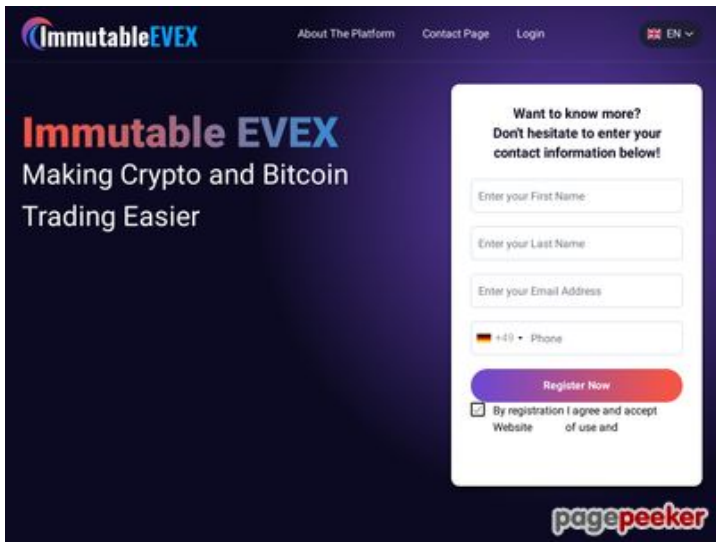 ImmutableEVEX
About The Platform
Contact Page
Login
EN
Immutable EVEX
Making Crypto and Bitcoin
Trading Easier
Want to know more?
Don't hesitate to enter your
contact information below!
Enter your First Name
Enter your Last Name
Enter your Email Address
+49 Phone
Register Now
By registration I agree and accept
Website of use and
pagepeeker